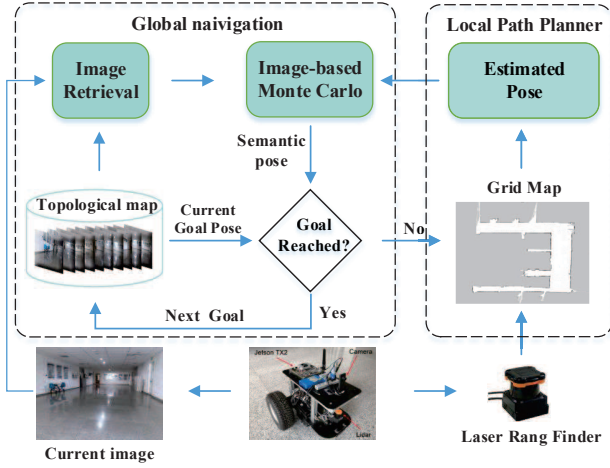 Global naivigation
Local Path Planner
Image
Retrieval
Image-based
Monte Carlo
Estimated
Pose
Semantic
pose
Grid Map
Topological map
Current
Goal Pose
Goal
Reached?
No
Next Goal
Yes
Jetson TX2
Camera
Lidar
Current image
Laser Rang Finder